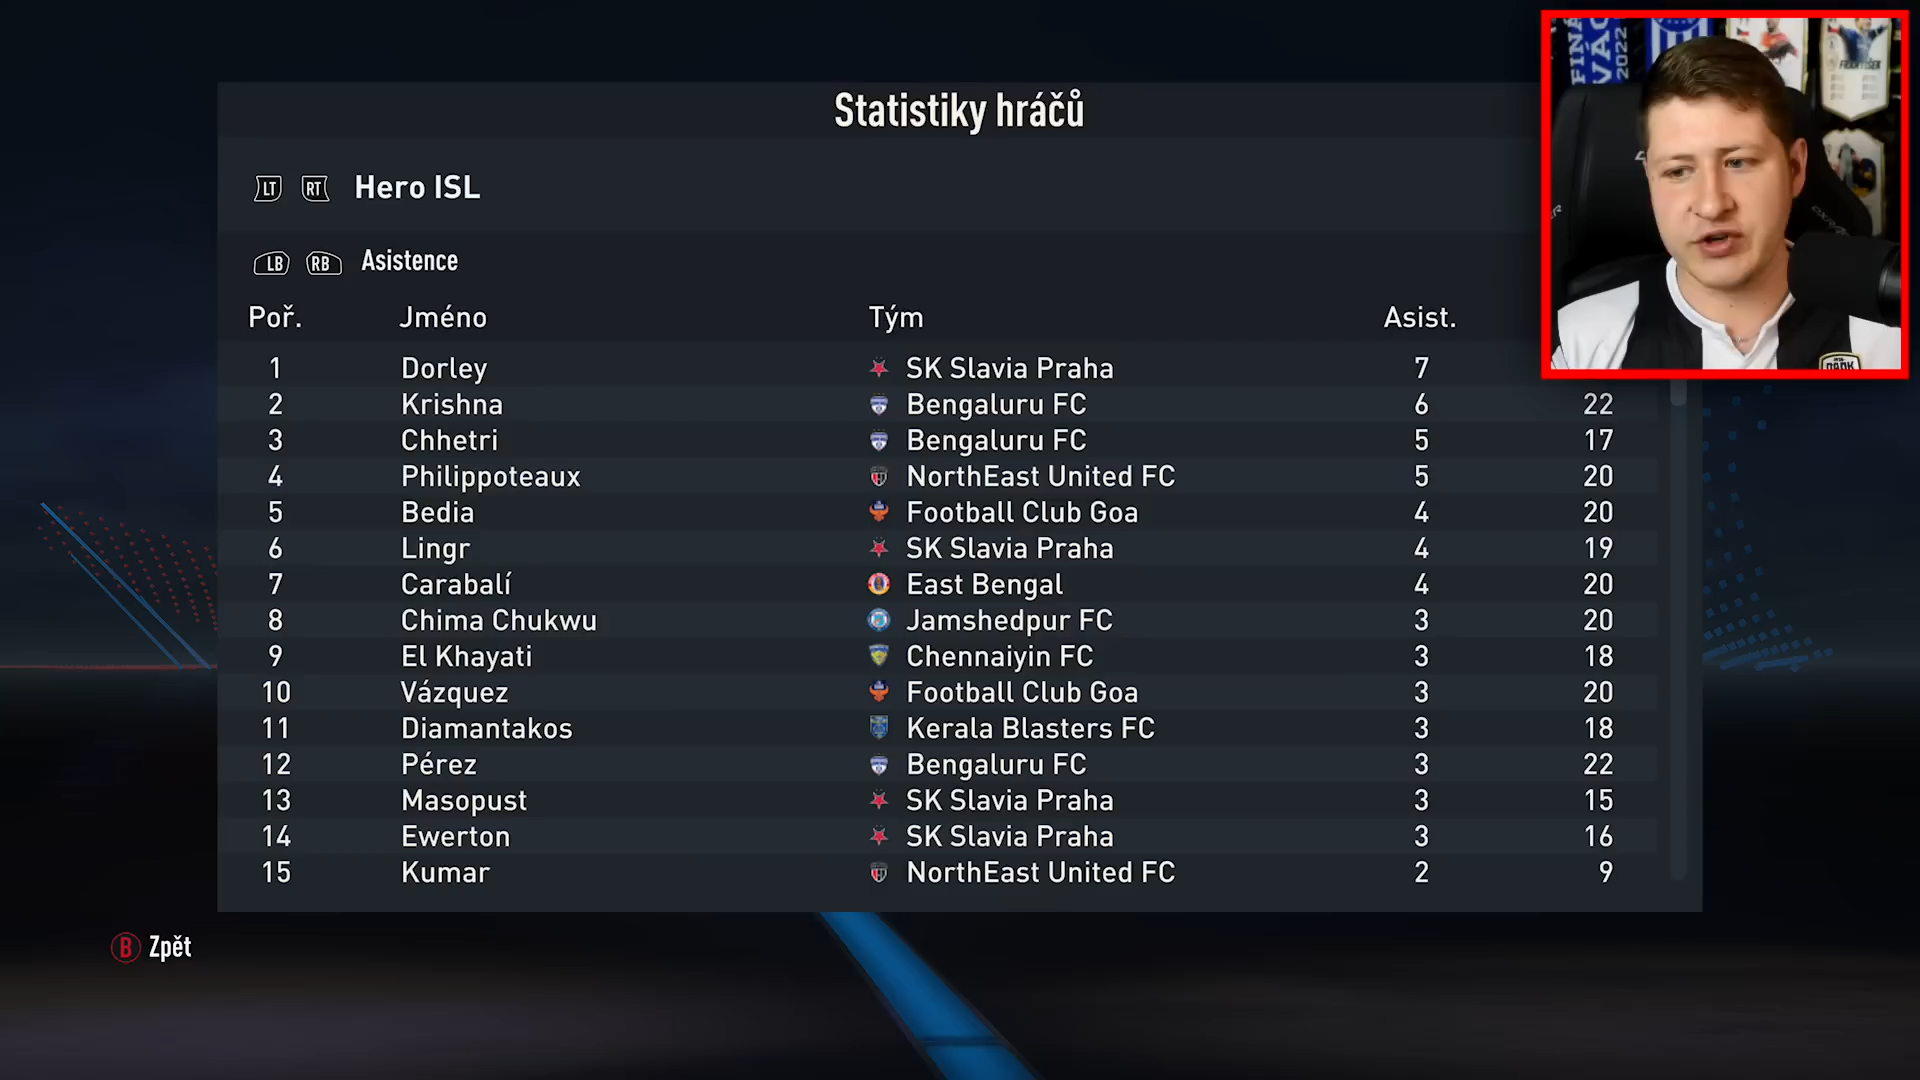 Statistiky hráčů
LT RT Hero ISL
LB RB Asistence
Poř. Jméno Tým Asist.
1 Dorley SK Slavia Praha 7
2 Krishna Bengaluru FC 6 22
3 Chhetri Bengaluru FC 5 17
4 Philippoteaux NorthEast United FC 5 20
5 Bedia Football Club Goa 4 20
6 Lingr SK Slavia Praha 4 19
7 Carabalí East Bengal 4 20
8 Chima Chukwu Jamshedpur FC 3 20
9 El Khayati Chennaiyin FC 3 18
10 Vázquez Football Club Goa 3 20
11 Diamantakos Kerala Blasters FC 3 18
12 Pérez Bengaluru FC 3 22
13 Masopust SK Slavia Praha 3 15
14 Ewerton SK Slavia Praha 3 16
15 Kumar NorthEast United FC 2 9
B Zpět
2022